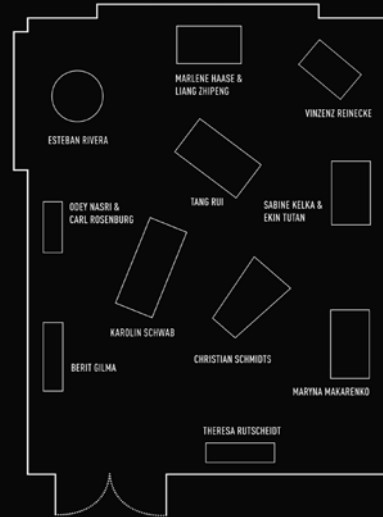 MARLENE HAASE &
LIANG ZHIPENG
VINZENZ REINECKE
ESTEBAN RIVERA
TANG RUI
SABINE KELKA &
EKIN TUTAN
ODEY NASRI &
CARL ROSENBURG
KAROLIN SCHWAB
CHRISTIAN SCHMIDTS
BERIT GILMA
MARYNA MAKARENKO
THERESA RUTSCHEIDT